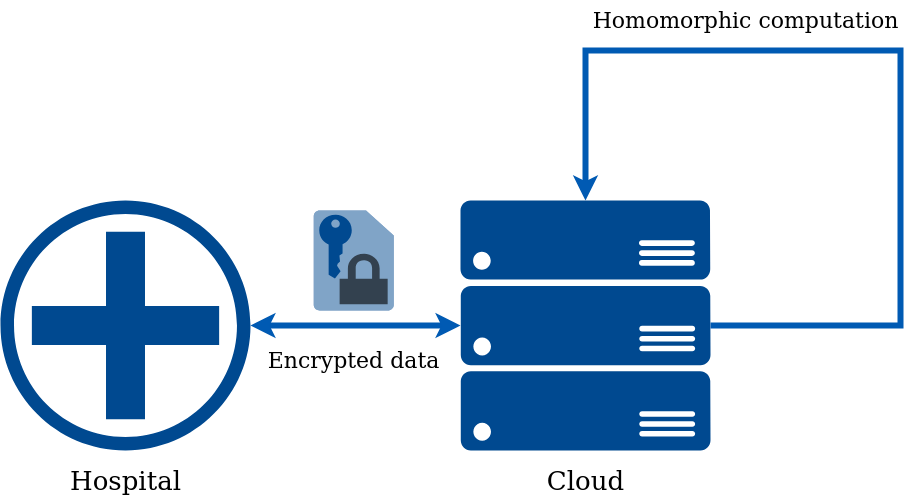 Homomorphic computation
Encrypted data
Hospital
Cloud